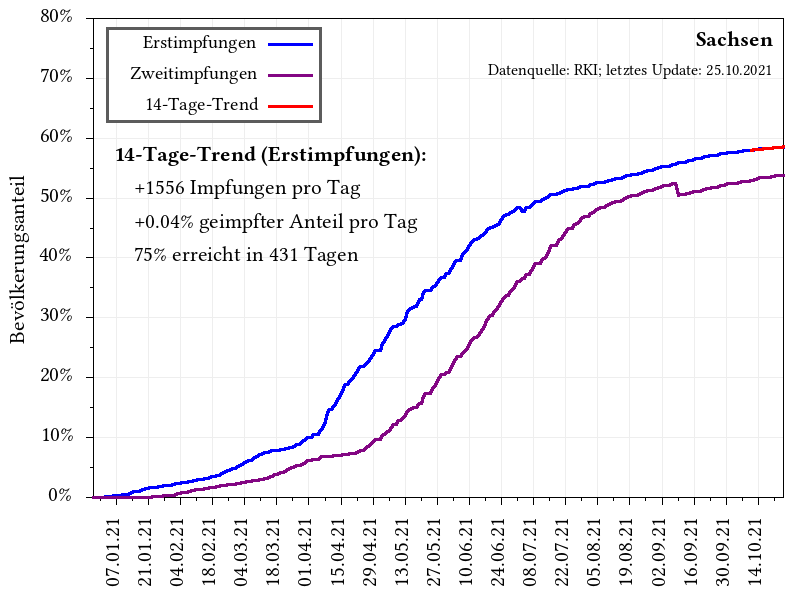 80%
70%
60%
50%
40%
30%
20%
10%
0%
Bevölkerungsanteil
Erstimpfungen
Zweitimpfungen
14-Tage-Trend
Sachsen
Datenquelle: RKI; letztes Update: 25.10.2021
14-Tage-Trend (Erstimpfungen):
+1556 Impfungen pro Tag
+0.04% geimpfter Anteil pro Tag
75% erreicht in 431 Tagen
07.01.21
21.01.21
04.02.21
18.02.21
04.03.21
18.03.21
01.04.21
15.04.21
29.04.21
13.05.21
27.05.21
10.06.21
24.06.21
08.07.21
22.07.21
05.08.21
19.08.21
02.09.21
16.09.21
14.10.21